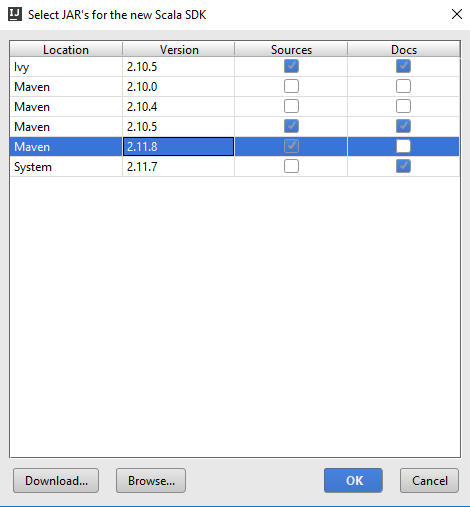 IJ Select JAR's for the new Scala SDK
Location Version Sources Docs
Ivy 2.10.5
Maven 2.10.0
Maven 2.10.4
Maven 2.10.5
Maven 2.11.8
System 2.11.7
Download... Browse... OK Cancel